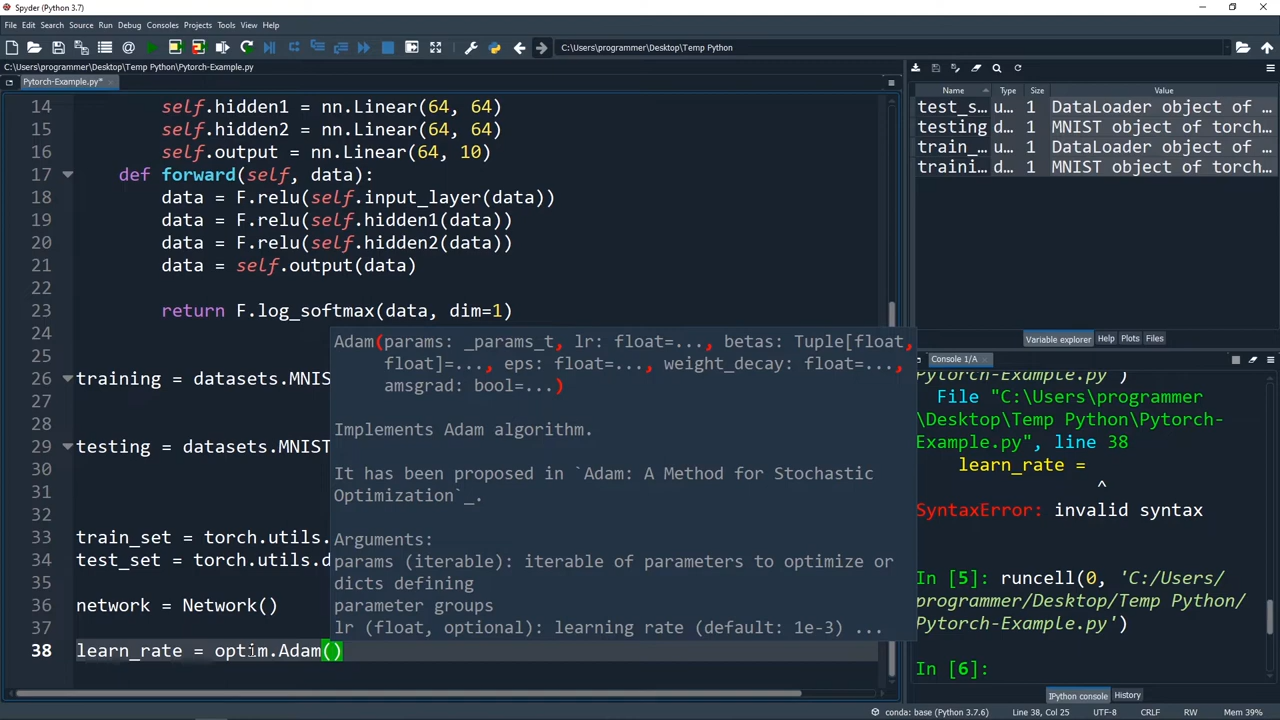 Spyder (Python 3.7)
File Edit Search Source Run Debug Consoles Projects Tools View Help
C:\Users\programmer\Desktop\Temp Python
C:\Users\programmer\Desktop\Temp Python\Pytorch-Example.py
Pytorch-Example.py*
14 self.hidden1 = nn.Linear(64, 64)
15 self.hidden2 = nn.Linear(64, 64)
16 self.output = nn.Linear(64, 10)
17 def forward(self, data):
18 data = F.relu(self.input_layer(data))
19 data = F.relu(self.hidden1(data))
20 data = F.relu(self.hidden2(data))
21 data = self.output(data)
22
23 return F.log_softmax(data, dim=1)
24
26 training = datasets.MNIS
27
28
29 testing = datasets.MNIST
30
31
32
33 train_set = torch.utils.
34 test_set = torch.utils.d
35
36 network = Network()
37
38 learn_rate = optim.Adam()
Adam(params: _params_t, lr: float=..., betas: Tuple[float,
float]=..., eps: float=..., weight_decay: float=...,
amsgrad: bool=...)
Implements Adam algorithm.
It has been proposed in `Adam: A Method for Stochastic
Optimization`_.
Arguments:
params (iterable): iterable of parameters to optimize or
dicts defining
parameter groups
lr (float, optional): learning rate (default: 1e-3) ...
Name Type Size Value
test_s… u… 1 DataLoader object of …
testing d… 1 MNIST object of torch…
train_… u… 1 DataLoader object of …
traini… d… 1 MNIST object of torch…
Variable explorer Help Plots Files
Console 1/A
Pytorch-Example.py')
File "C:\Users\programmer
\Desktop\Temp Python\Pytorch-
Example.py", line 38
learn_rate =
^
SyntaxError: invalid syntax
In [5]: runcell(0, 'C:/Users/
programmer/Desktop/Temp Python/
Pytorch-Example.py')
In [6]:
IPython console History
conda: base (Python 3.7.6) Line 38, Col 25 UTF-8 CRLF RW Mem 39%